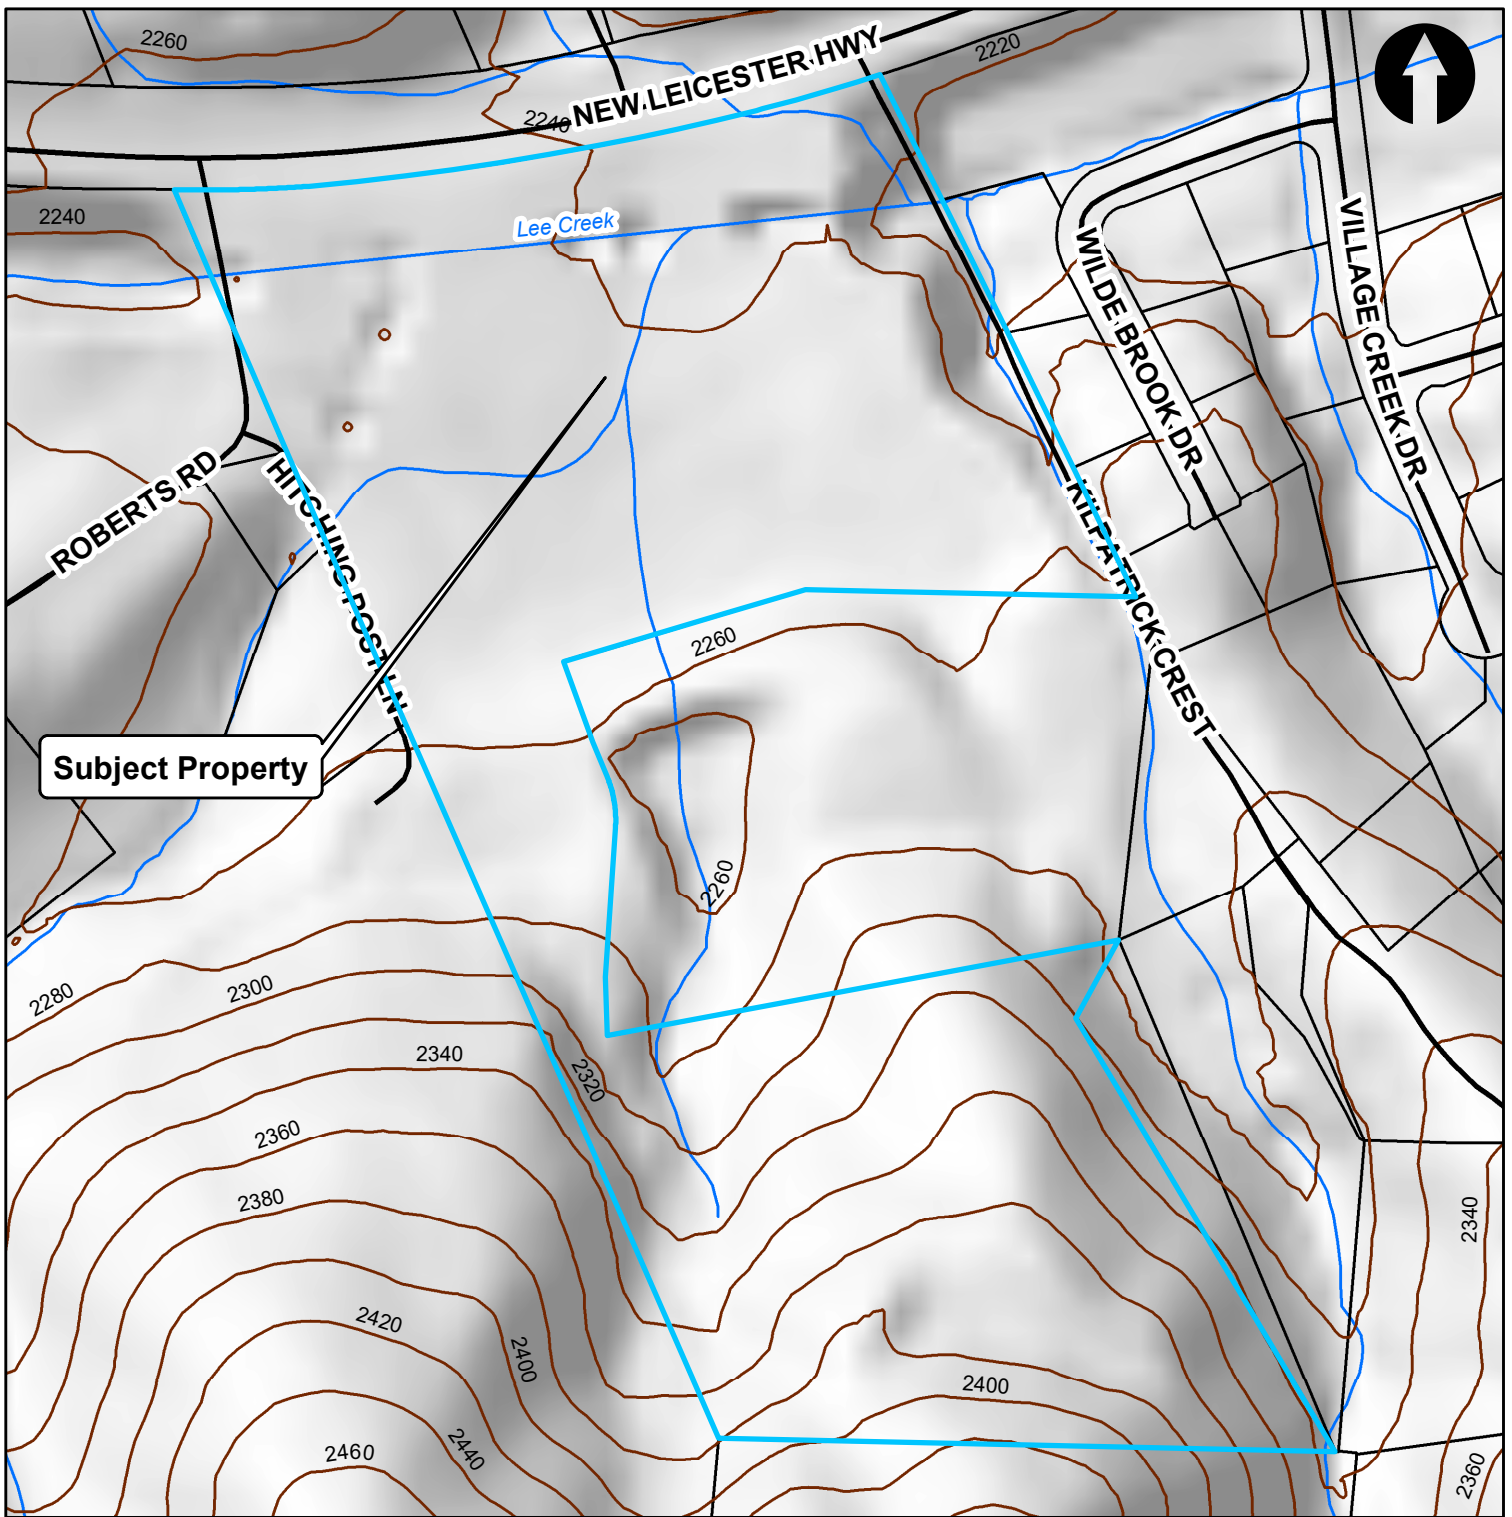 2260
NEW LEICESTER HWY
2220
2240
2240
Lee Creek
WILDE BROOK DR
VILLAGE CREEK DR
ROBERTS RD
HITCHING POST LN
KILPATRICK CREST
2260
Subject Property
2260
2280
2300
2340
2320
2360
2380
2340
2420
2400
2400
2460
2440
2360